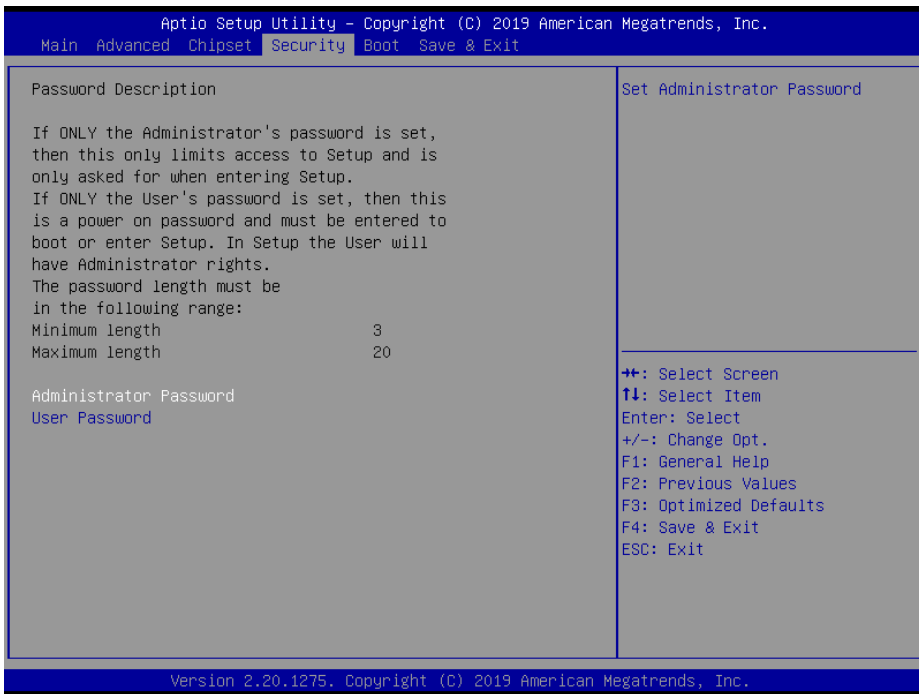 Aptio Setup Utility – Copyright (C) 2019 American Megatrends, Inc.
Main Advanced Chipset Security Boot Save & Exit
Password Description
If ONLY the Administrator's password is set,
then this only limits access to Setup and is
only asked for when entering Setup.
If ONLY the User's password is set, then this
is a power on password and must be entered to
boot or enter Setup. In Setup the User will
have Administrator rights.
The password length must be
in the following range:
Minimum length 3
Maximum length 20
Administrator Password
User Password
Set Administrator Password
→←: Select Screen
↑↓: Select Item
Enter: Select
+/-: Change Opt.
F1: General Help
F2: Previous Values
F3: Optimized Defaults
F4: Save & Exit
ESC: Exit
Version 2.20.1275. Copyright (C) 2019 American Megatrends, Inc.